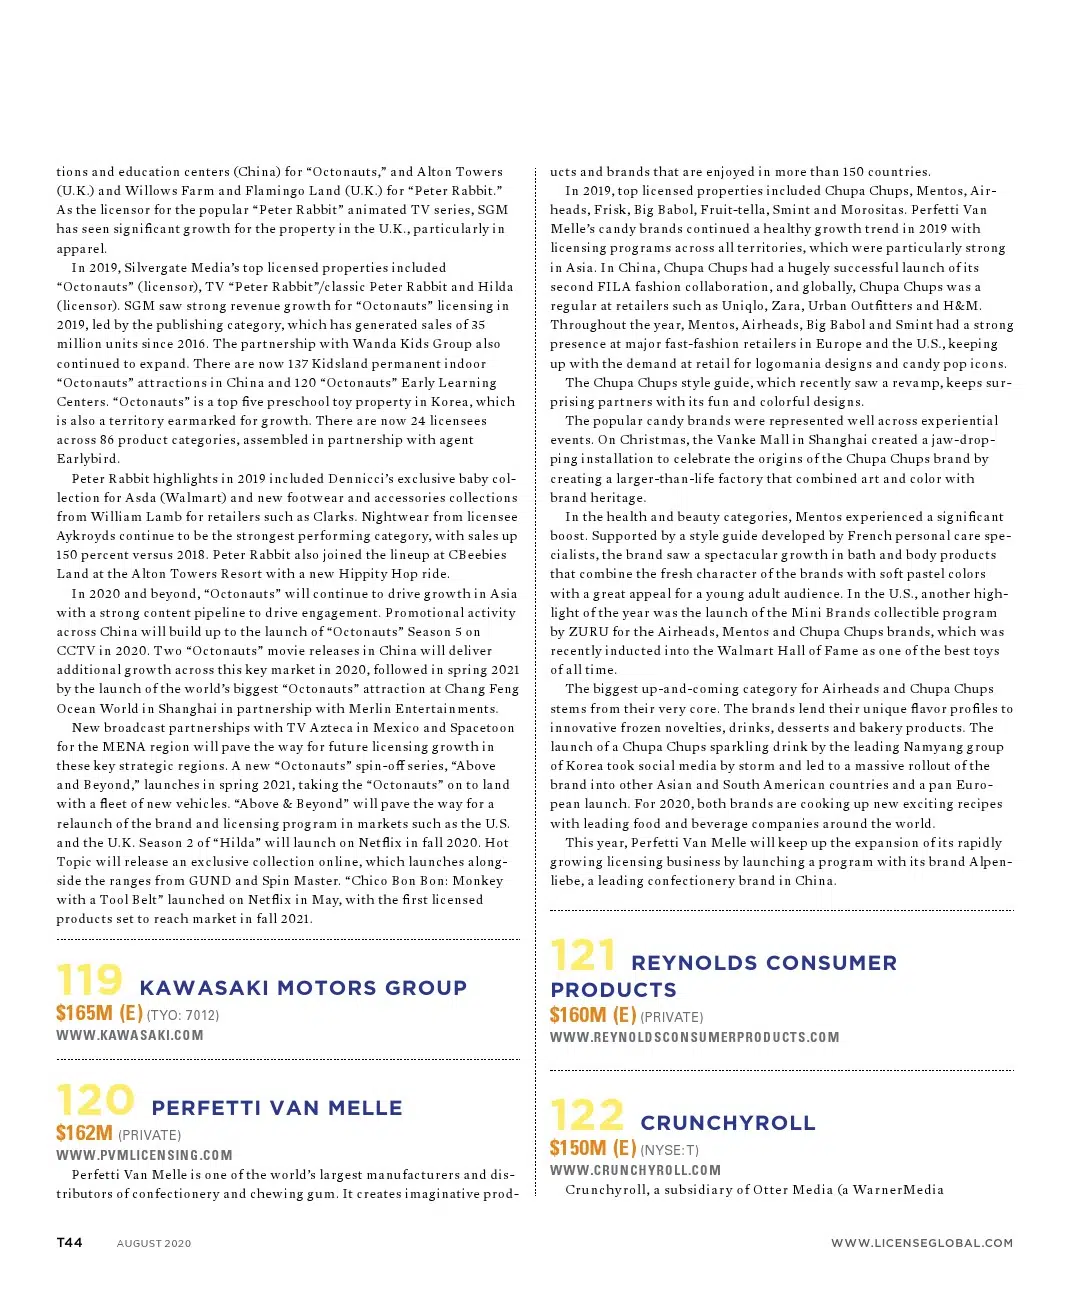 tions and education centers (China) for “Octonauts,” and Alton Towers
(U.K.) and Willows Farm and Flamingo Land (U.K.) for “Peter Rabbit.”
As the licensor for the popular “Peter Rabbit” animated TV series, SGM
has seen significant growth for the property in the U.K., particularly in
apparel.
In 2019, Silvergate Media’s top licensed properties included
“Octonauts” (licensor), TV “Peter Rabbit”/classic Peter Rabbit and Hilda
(licensor). SGM saw strong revenue growth for “Octonauts” licensing in
2019, led by the publishing category, which has generated sales of 35
million units since 2016. The partnership with Wanda Kids Group also
continued to expand. There are now 137 Kidsland permanent indoor
“Octonauts” attractions in China and 120 “Octonauts” Early Learning
Centers. “Octonauts” is a top five preschool toy property in Korea, which
is also a territory earmarked for growth. There are now 24 licensees
across 86 product categories, assembled in partnership with agent
Earlybird.
Peter Rabbit highlights in 2019 included Dennicci’s exclusive baby col-
lection for Asda (Walmart) and new footwear and accessories collections
from William Lamb for retailers such as Clarks. Nightwear from licensee
Aykroyds continue to be the strongest performing category, with sales up
150 percent versus 2018. Peter Rabbit also joined the lineup at CBeebies
Land at the Alton Towers Resort with a new Hippity Hop ride.
In 2020 and beyond, “Octonauts” will continue to drive growth in Asia
with a strong content pipeline to drive engagement. Promotional activity
across China will build up to the launch of “Octonauts” Season 5 on
CCTV in 2020. Two “Octonauts” movie releases in China will deliver
additional growth across this key market in 2020, followed in spring 2021
by the launch of the world’s biggest “Octonauts” attraction at Chang Feng
Ocean World in Shanghai in partnership with Merlin Entertainments.
New broadcast partnerships with TV Azteca in Mexico and Spacetoon
for the MENA region will pave the way for future licensing growth in
these key strategic regions. A new “Octonauts” spin-off series, “Above
and Beyond,” launches in spring 2021, taking the “Octonauts” on to land
with a fleet of new vehicles. “Above & Beyond” will pave the way for a
relaunch of the brand and licensing program in markets such as the U.S.
and the U.K. Season 2 of “Hilda” will launch on Netflix in fall 2020. Hot
Topic will release an exclusive collection online, which launches along-
side the ranges from GUND and Spin Master. “Chico Bon Bon: Monkey
with a Tool Belt” launched on Netflix in May, with the first licensed
products set to reach market in fall 2021.
119 KAWASAKI MOTORS GROUP
$165M (E) (TYO: 7012)
WWW.KAWASAKI.COM
120 PERFETTI VAN MELLE
$162M (PRIVATE)
WWW.PVMLICENSING.COM
Perfetti Van Melle is one of the world’s largest manufacturers and dis-
tributors of confectionery and chewing gum. It creates imaginative prod-
ucts and brands that are enjoyed in more than 150 countries.
In 2019, top licensed properties included Chupa Chups, Mentos, Air-
heads, Frisk, Big Babol, Fruit-tella, Smint and Morositas. Perfetti Van
Melle’s candy brands continued a healthy growth trend in 2019 with
licensing programs across all territories, which were particularly strong
in Asia. In China, Chupa Chups had a hugely successful launch of its
second FILA fashion collaboration, and globally, Chupa Chups was a
regular at retailers such as Uniqlo, Zara, Urban Outfitters and H&M.
Throughout the year, Mentos, Airheads, Big Babol and Smint had a strong
presence at major fast-fashion retailers in Europe and the U.S., keeping
up with the demand at retail for logomania designs and candy pop icons.
The Chupa Chups style guide, which recently saw a revamp, keeps sur-
prising partners with its fun and colorful designs.
The popular candy brands were represented well across experiential
events. On Christmas, the Vanke Mall in Shanghai created a jaw-drop-
ping installation to celebrate the origins of the Chupa Chups brand by
creating a larger-than-life factory that combined art and color with
brand heritage.
In the health and beauty categories, Mentos experienced a significant
boost. Supported by a style guide developed by French personal care spe-
cialists, the brand saw a spectacular growth in bath and body products
that combine the fresh character of the brands with soft pastel colors
with a great appeal for a young adult audience. In the U.S., another high-
light of the year was the launch of the Mini Brands collectible program
by ZURU for the Airheads, Mentos and Chupa Chups brands, which was
recently inducted into the Walmart Hall of Fame as one of the best toys
of all time.
The biggest up-and-coming category for Airheads and Chupa Chups
stems from their very core. The brands lend their unique flavor profiles to
innovative frozen novelties, drinks, desserts and bakery products. The
launch of a Chupa Chups sparkling drink by the leading Namyang group
of Korea took social media by storm and led to a massive rollout of the
brand into other Asian and South American countries and a pan Euro-
pean launch. For 2020, both brands are cooking up new exciting recipes
with leading food and beverage companies around the world.
This year, Perfetti Van Melle will keep up the expansion of its rapidly
growing licensing business by launching a program with its brand Alpen-
liebe, a leading confectionery brand in China.
121 REYNOLDS CONSUMER
PRODUCTS
$160M (E) (PRIVATE)
WWW.REYNOLDSCONSUMERPRODUCTS.COM
122 CRUNCHYROLL
$150M (E) (NYSE:T)
WWW.CRUNCHYROLL.COM
Crunchyroll, a subsidiary of Otter Media (a WarnerMedia
T44 AUGUST 2020
WWW.LICENSEGLOBAL.COM